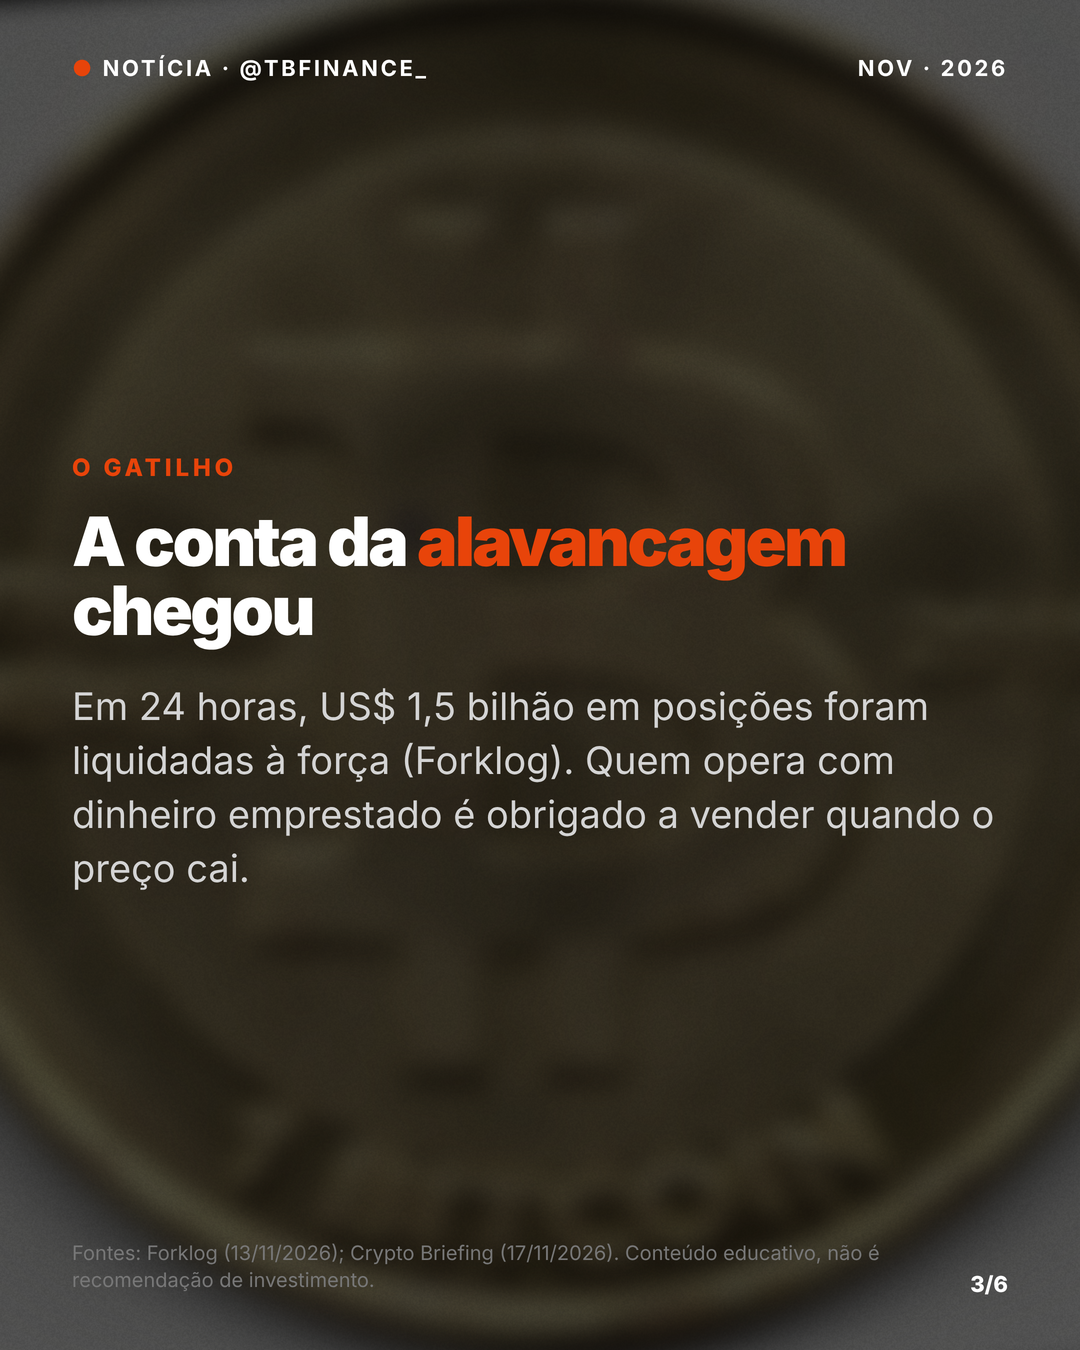 NOTÍCIA · @TBFINANCE_
NOV · 2026
O GATILHO
A conta da alavancagem
chegou
Em 24 horas, US$ 1,5 bilhão em posições foram
liquidadas à força (Forklog). Quem opera com
dinheiro emprestado é obrigado a vender quando o
preço cai.
Fontes: Forklog (13/11/2026); Crypto Briefing (17/11/2026). Conteúdo educativo, não é
recomendação de investimento.
3/6